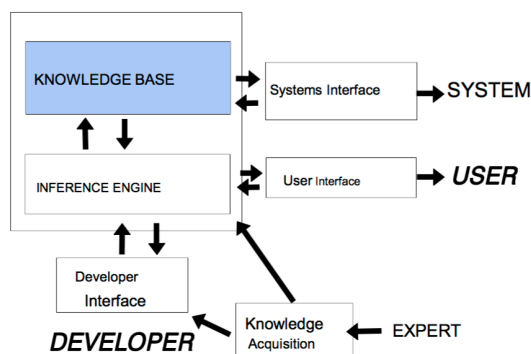 KNOWLEDGE BASE
Systems Interface
SYSTEM
INFERENCE ENGINE
User Interface
USER
Developer
Interface
DEVELOPER
Knowledge
Acquisition
EXPERT